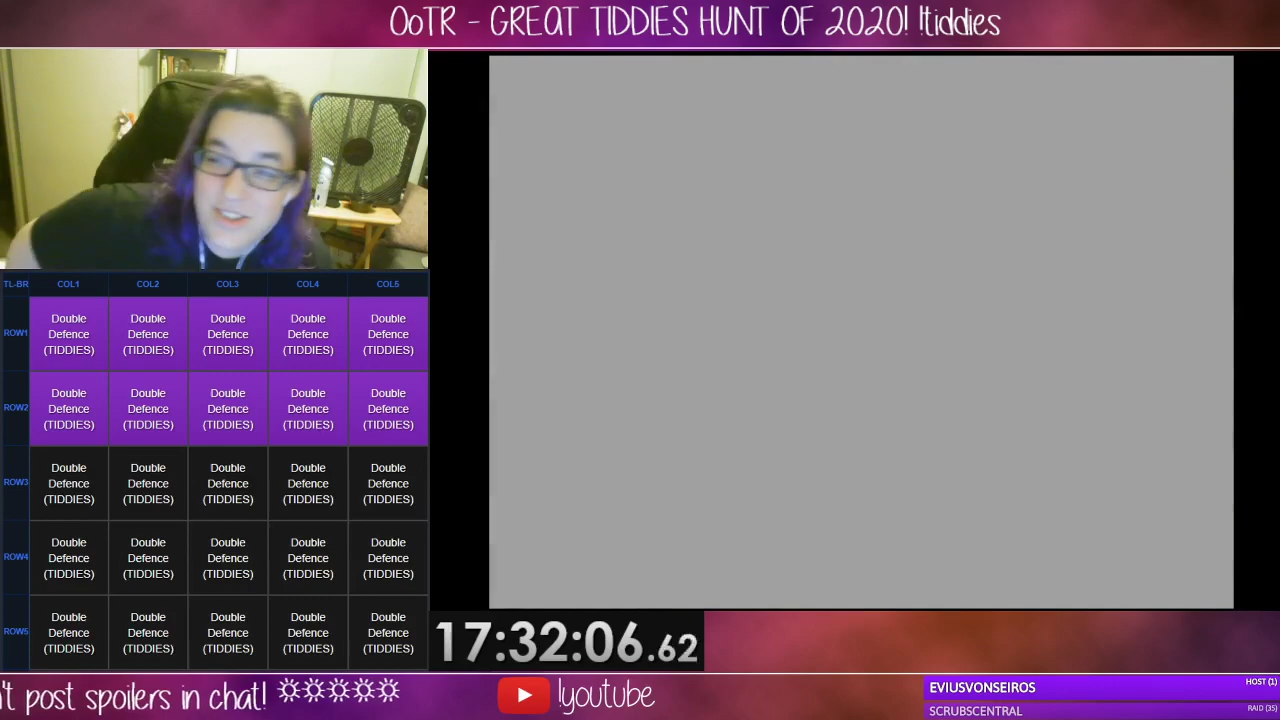 OoTR - GREAT TIDDIES HUNT OF 2020! !tiddies
TL-BR COL1 COL2 COL3 COL4 COL5
ROW1
Double Defence (TIDDIES)
Double Defence (TIDDIES)
Double Defence (TIDDIES)
Double Defence (TIDDIES)
Double Defence (TIDDIES)
ROW2
Double Defence (TIDDIES)
Double Defence (TIDDIES)
Double Defence (TIDDIES)
Double Defence (TIDDIES)
Double Defence (TIDDIES)
ROW3
Double Defence (TIDDIES)
Double Defence (TIDDIES)
Double Defence (TIDDIES)
Double Defence (TIDDIES)
Double Defence (TIDDIES)
ROW4
Double Defence (TIDDIES)
Double Defence (TIDDIES)
Double Defence (TIDDIES)
Double Defence (TIDDIES)
Double Defence (TIDDIES)
ROW5
Double Defence (TIDDIES)
Double Defence (TIDDIES)
Double Defence (TIDDIES)
Double Defence (TIDDIES)
Double Defence (TIDDIES)
17:32:06.62
't post spoilers in chat!
!youtube
EVIUSVONSEIROS HOST (1)
SCRUBSCENTRAL RAID (35)